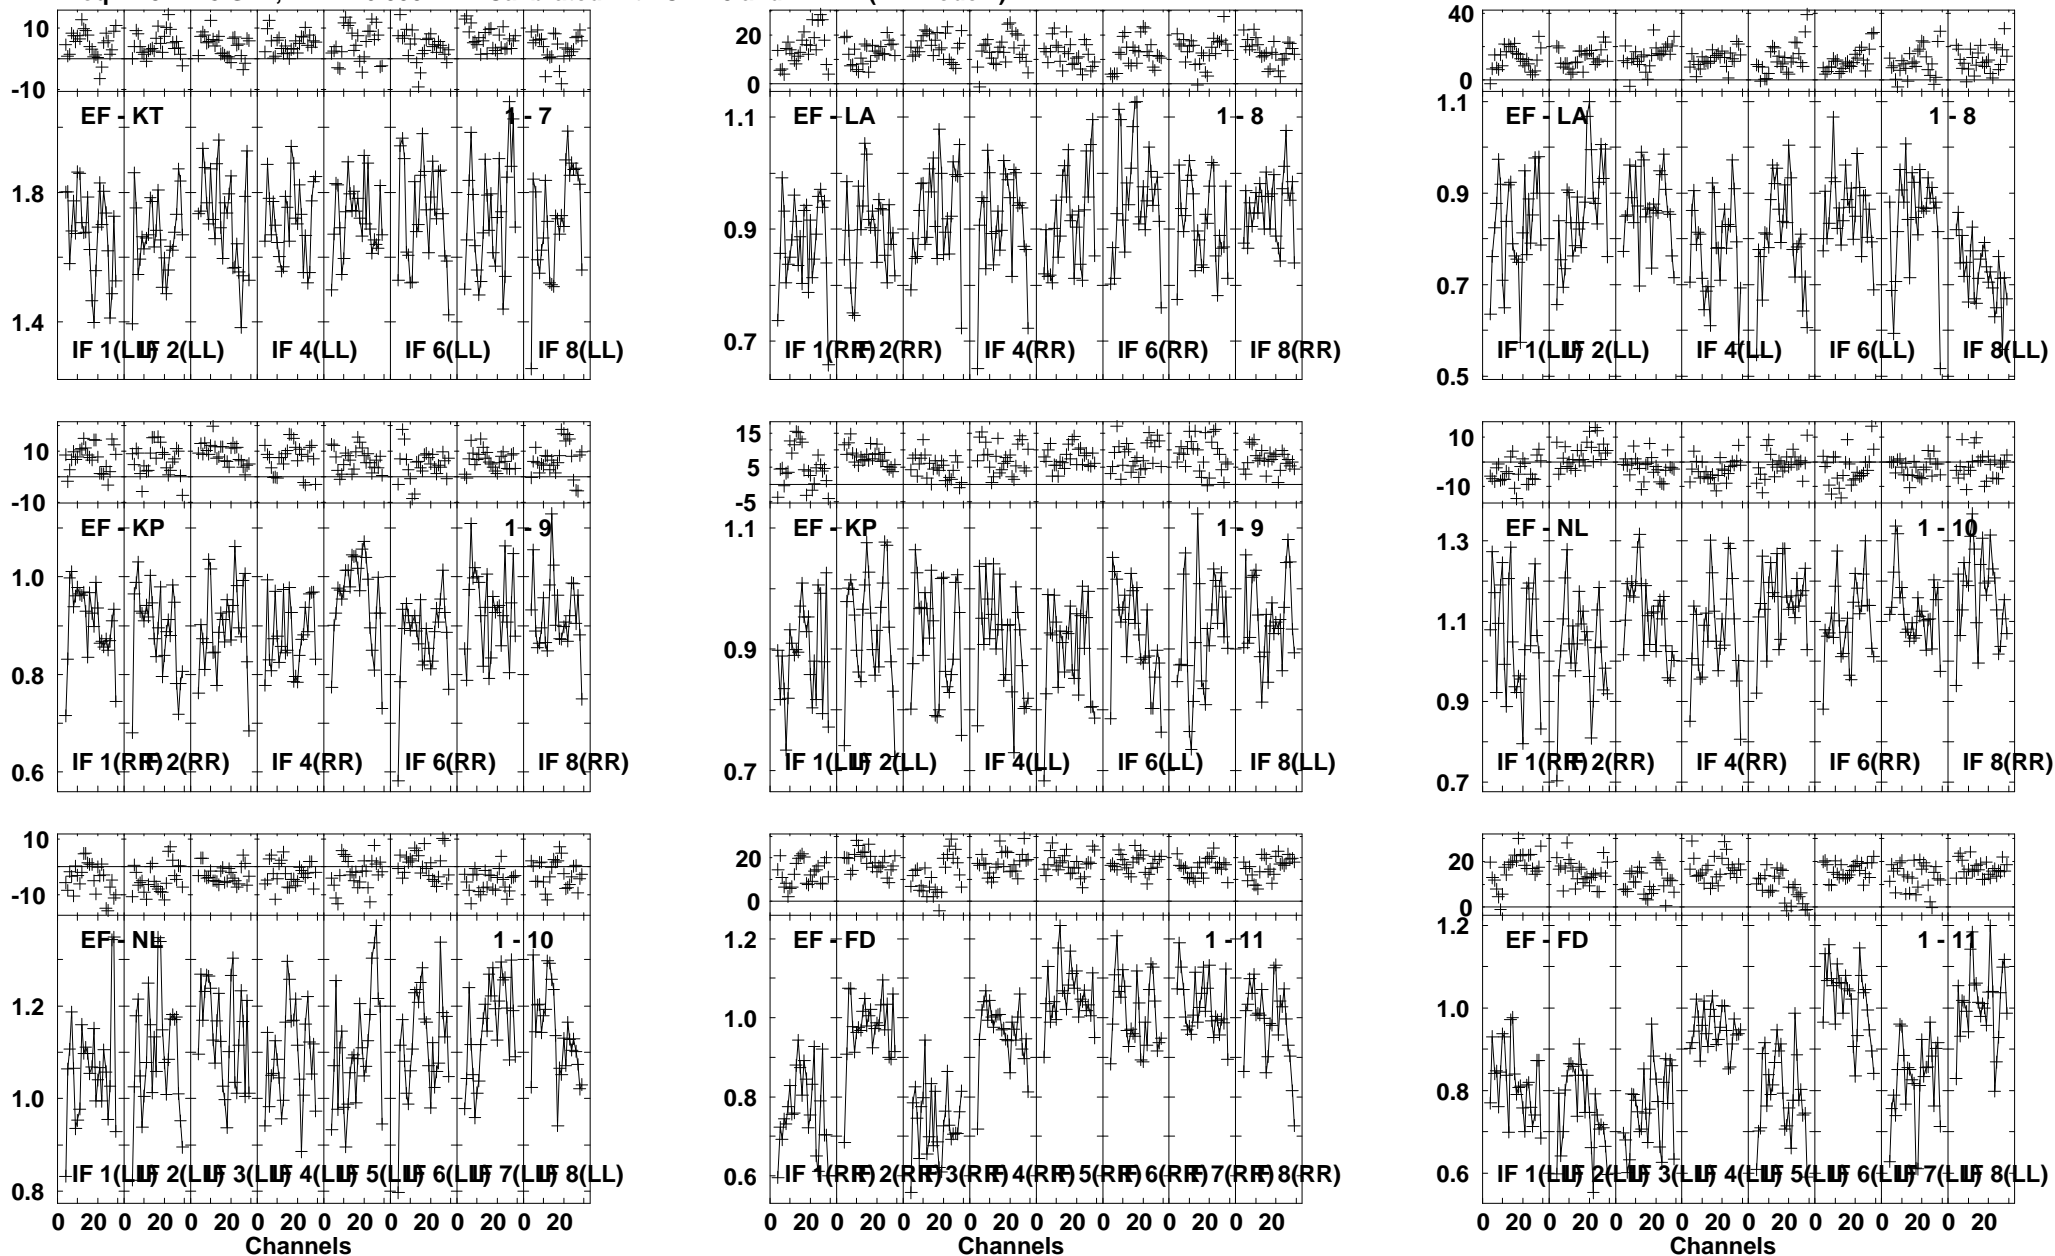 10
-10
EF - KT
1 - 7
1.8
1.4
IF 1(LL) IF 2(LL) IF 4(LL) IF 6(LL) IF 8(LL)
20
0
EF - LA
1 - 8
1.1
0.9
0.7
IF 1(RR) IF 2(RR) IF 4(RR) IF 6(RR) IF 8(RR)
40
0
EF - LA
1 - 8
1.1
0.9
0.7
0.5
IF 1(LL) IF 2(LL) IF 4(LL) IF 6(LL) IF 8(LL)
10
-10
EF - KP
1 - 9
1.0
0.8
0.6
IF 1(RR) IF 2(RR) IF 4(RR) IF 6(RR) IF 8(RR)
15
5
-5
EF - KP
1 - 9
1.1
0.9
0.7
IF 1(LL) IF 2(LL) IF 4(LL) IF 6(LL) IF 8(LL)
10
-10
EF - NL
1 - 10
1.3
1.1
0.9
0.7
IF 1(RR) IF 2(RR) IF 4(RR) IF 6(RR) IF 8(RR)
10
-10
EF - NL
1 - 10
1.2
1.0
0.8
IF 1(LL) IF 2(LL) IF 3(LL) IF 4(LL) IF 5(LL) IF 6(LL) IF 7(LL) IF 8(LL)
0 20 0 20 0 20 0 20 0 20 0 20 0 20 0 20
Channels
20
0
EF - FD
1 - 11
1.2
1.0
0.8
0.6
IF 1(RR) IF 2(RR) IF 3(RR) IF 4(RR) IF 5(RR) IF 6(RR) IF 7(RR) IF 8(RR)
0 20 0 20 0 20 0 20 0 20 0 20 0 20 0 20
Channels
20
0
EF - FD
1 - 11
1.2
1.0
0.8
0.6
IF 1(LL) IF 2(LL) IF 3(LL) IF 4(LL) IF 5(LL) IF 6(LL) IF 7(LL) IF 8(LL)
0 20 0 20 0 20 0 20 0 20 0 20 0 20 0 20
Channels